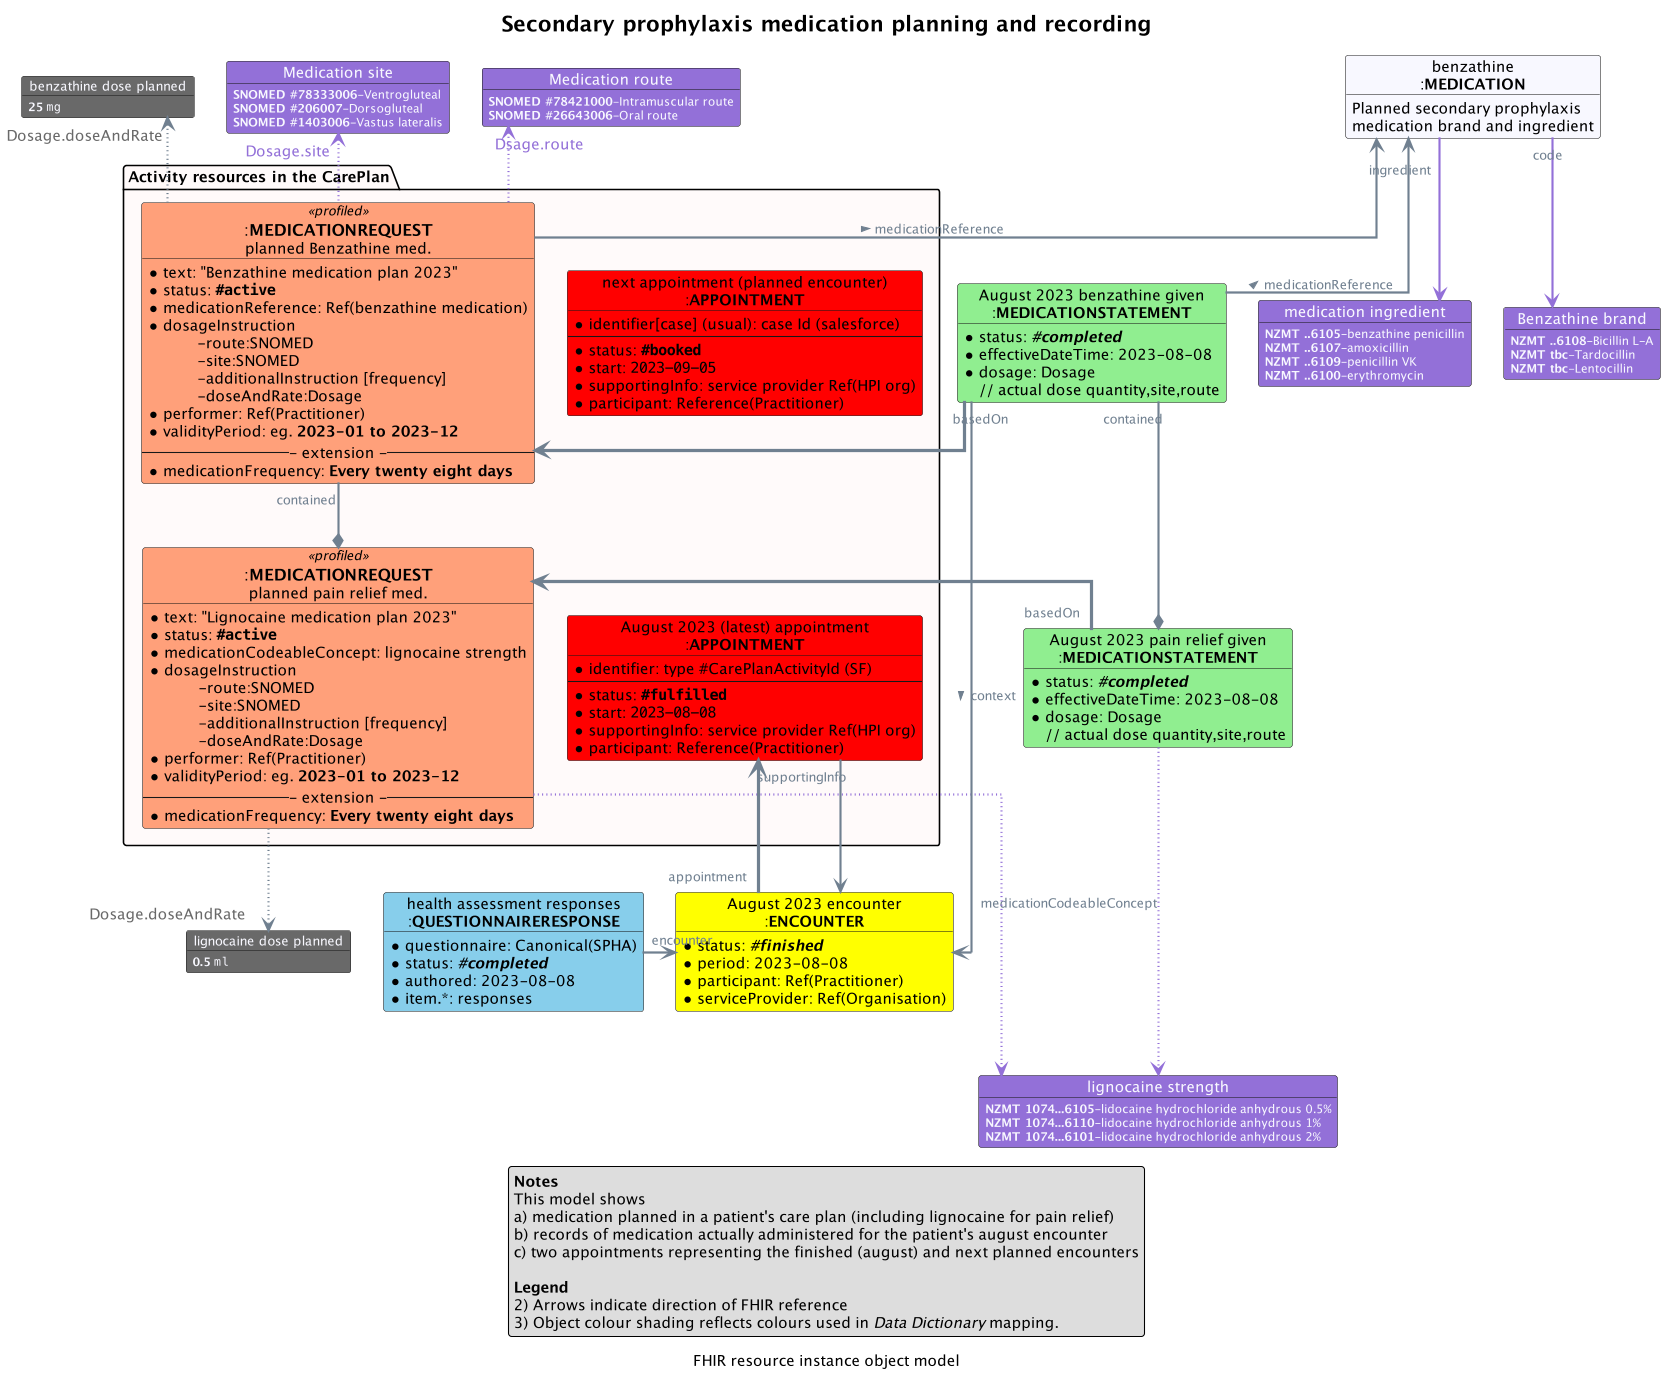 Secondary prophylaxis medication planning and recording
benzathine dose planned
25 mg
Dosage.doseAndRate
Medication site
SNOMED #78333006-Ventrogluteal
SNOMED #206007-Dorsogluteal
SNOMED #1403006-Vastus lateralis
Dosage.site
Medication route
SNOMED #78421000-Intramuscular route
SNOMED #26643006-Oral route
Dsage.route
benzathine
:MEDICATION
Planned secondary prophylaxis
medication brand and ingredient
ingredient
code
Activity resources in the CarePlan
«profiled»
:MEDICATIONREQUEST
planned Benzathine med.
• text: "Benzathine medication plan 2023"
• status: #active
• medicationReference: Ref(benzathine medication)
• dosageInstruction
-route:SNOMED
-site:SNOMED
-additionalInstruction [frequency]
-doseAndRate:Dosage
• performer: Ref(Practitioner)
• validityPeriod: eg. 2023-01 to 2023-12
- extension -
• medicationFrequency: Every twenty eight days
medicationReference
next appointment (planned encounter)
:APPOINTMENT
• identifier[case] (usual): case Id (salesforce)
• status: #booked
• start: 2023-09-05
• supportingInfo: service provider Ref(HPI org)
• participant: Reference(Practitioner)
August 2023 benzathine given
:MEDICATIONSTATEMENT
• status: #completed
• effectiveDateTime: 2023-08-08
• dosage: Dosage
// actual dose quantity,site,route
medicationReference
medication ingredient
NZMT ..6105-benzathine penicillin
NZMT ..6107-amoxicillin
NZMT ..6109-penicillin VK
NZMT ..6100-erythromycin
Benzathine brand
NZMT ..6108-Bicillin L-A
NZMT tbc-Tardocillin
NZMT tbc-Lentocillin
basedOn
contained
contained
«profiled»
:MEDICATIONREQUEST
planned pain relief med.
• text: "Lignocaine medication plan 2023"
• status: #active
• medicationCodeableConcept: lignocaine strength
• dosageInstruction
-route:SNOMED
-site:SNOMED
-additionalInstruction [frequency]
-doseAndRate:Dosage
• performer: Ref(Practitioner)
• validityPeriod: eg. 2023-01 to 2023-12
- extension -
• medicationFrequency: Every twenty eight days
August 2023 (latest) appointment
:APPOINTMENT
• identifier: type #CarePlanActivityId (SF)
• status: #fulfilled
• start: 2023-08-08
• supportingInfo: service provider Ref(HPI org)
• participant: Reference(Practitioner)
basedOn
context
August 2023 pain relief given
:MEDICATIONSTATEMENT
• status: #completed
• effectiveDateTime: 2023-08-08
• dosage: Dosage
// actual dose quantity,site,route
supportingInfo
appointment
Dosage.doseAndRate
lignocaine dose planned
0.5 ml
health assessment responses
:QUESTIONNAIRERESPONSE
• questionnaire: Canonical(SPHA)
• status: #completed
• authored: 2023-08-08
• item.*: responses
encounter
August 2023 encounter
:ENCOUNTER
• status: #finished
• period: 2023-08-08
• participant: Ref(Practitioner)
• serviceProvider: Ref(Organisation)
medicationCodeableConcept
lignocaine strength
NZMT 1074...6105-lidocaine hydrochloride anhydrous 0.5%
NZMT 1074...6110-lidocaine hydrochloride anhydrous 1%
NZMT 1074...6101-lidocaine hydrochloride anhydrous 2%
Notes
This model shows
a) medication planned in a patient's care plan (including lignocaine for pain relief)
b) records of medication actually administered for the patient's august encounter
c) two appointments representing the finished (august) and next planned encounters
Legend
2) Arrows indicate direction of FHIR reference
3) Object colour shading reflects colours used in Data Dictionary mapping.
FHIR resource instance object model